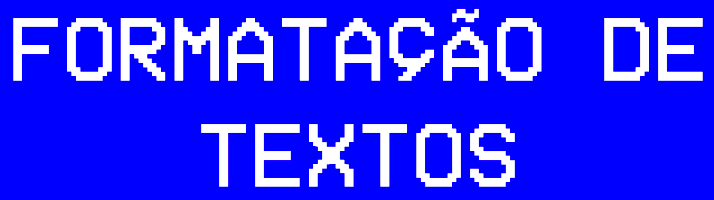 FORMATAÇÃO DE
TEXTOS